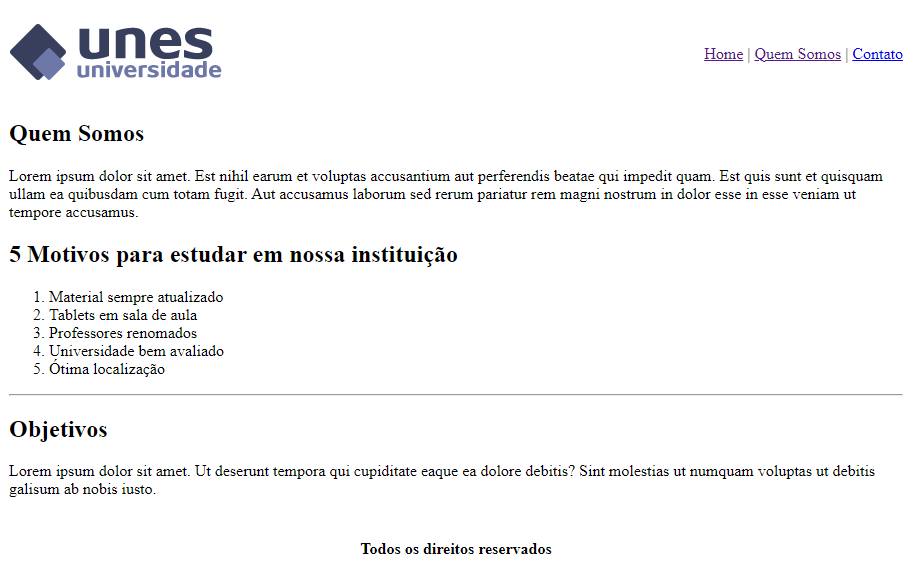 unes
universidade
Home | Quem Somos | Contato
Quem Somos
Lorem ipsum dolor sit amet. Est nihil earum et voluptas accusantium aut perferendis beatae qui impedit quam. Est quis sunt et quisquam
ullam ea quibusdam cum totam fugit. Aut accusamus laborum sed rerum pariatur rem magni nostrum in dolor esse in esse veniam ut
tempore accusamus.
5 Motivos para estudar em nossa instituição
1. Material sempre atualizado
2. Tablets em sala de aula
3. Professores renomados
4. Universidade bem avaliado
5. Ótima localização
Objetivos
Lorem ipsum dolor sit amet. Ut deserunt tempora qui cupiditate eaque ea dolore debitis? Sint molestias ut numquam voluptas ut debitis
galisum ab nobis iusto.
Todos os direitos reservados